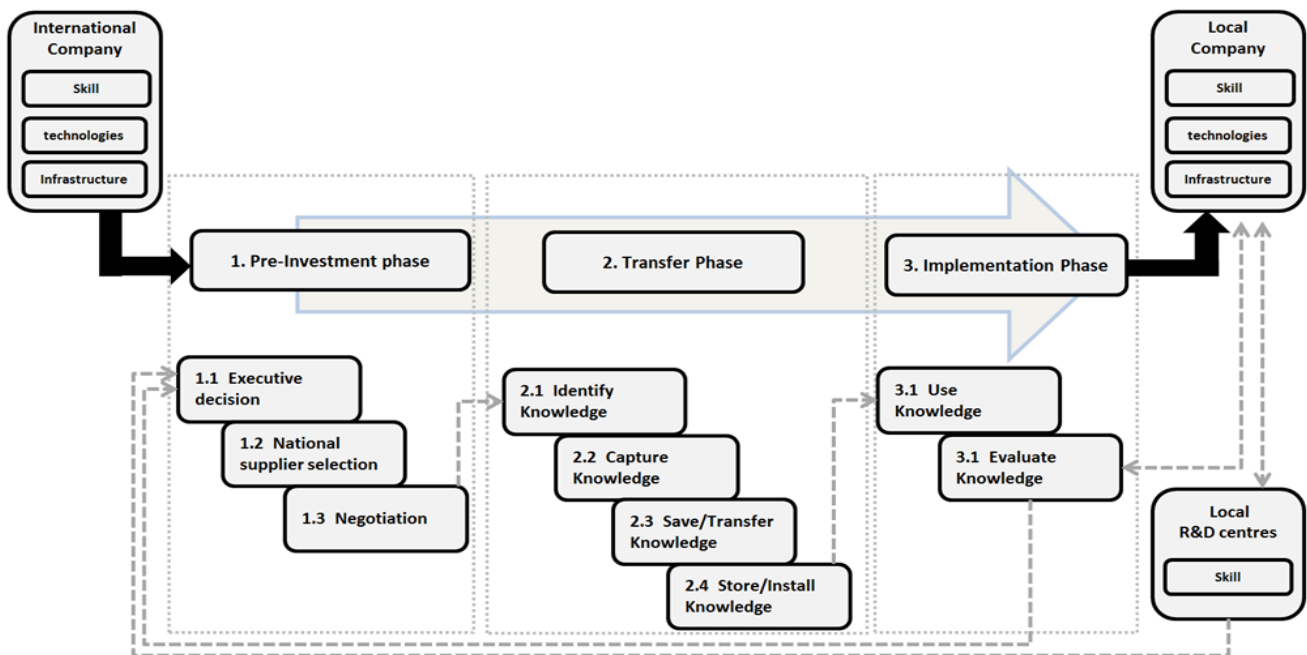 International
Company
Skill
technologies
Infrastructure
Local
Company
Skill
technologies
Infrastructure
1. Pre-Investment phase
2. Transfer Phase
3. Implementation Phase
1.1 Executive
decision
1.2 National
supplier selection
1.3 Negotiation
2.1 Identify
Knowledge
2.2 Capture
Knowledge
2.3 Save/Transfer
Knowledge
2.4 Store/Install
Knowledge
3.1 Use
Knowledge
3.1 Evaluate
Knowledge
Local
R&D centres
Skill